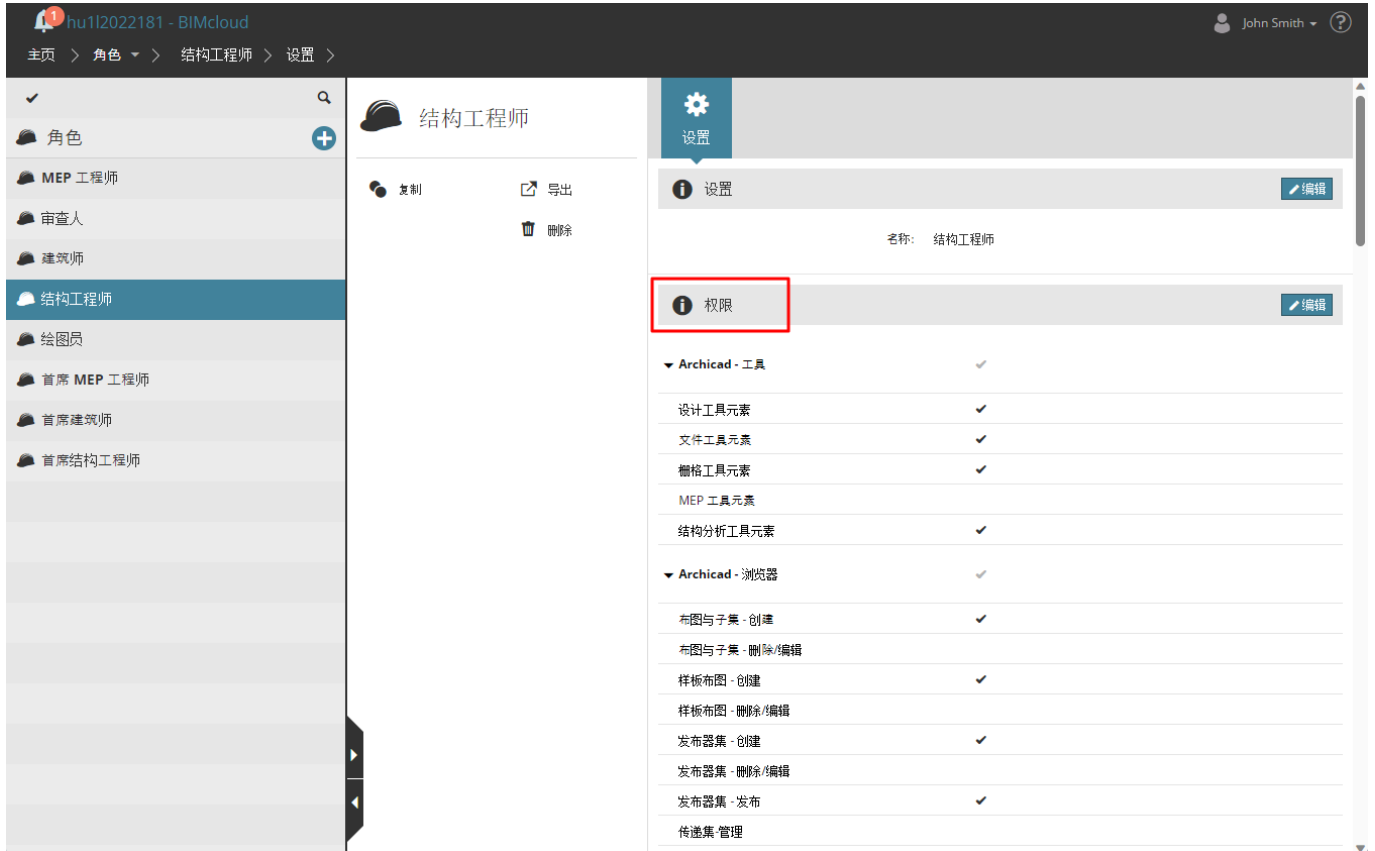 1
hu1l2022181 - BIMcloud
John Smith
?
主页 > 角色 > 结构工程师 > 设置 >
角色
MEP 工程师
审查人
建筑师
结构工程师
绘图员
首席 MEP 工程师
首席建筑师
首席结构工程师
结构工程师
复制
导出
删除
设置
设置
编辑
名称: 结构工程师
权限
编辑
Archicad - 工具
设计工具元素
文件工具元素
栅格工具元素
MEP 工具元素
结构分析工具元素
Archicad - 浏览器
布图与子集 - 创建
布图与子集 - 删除/编辑
样板布图 - 创建
样板布图 - 删除/编辑
发布器集 - 创建
发布器集 - 删除/编辑
发布器集 - 发布
传递集-管理